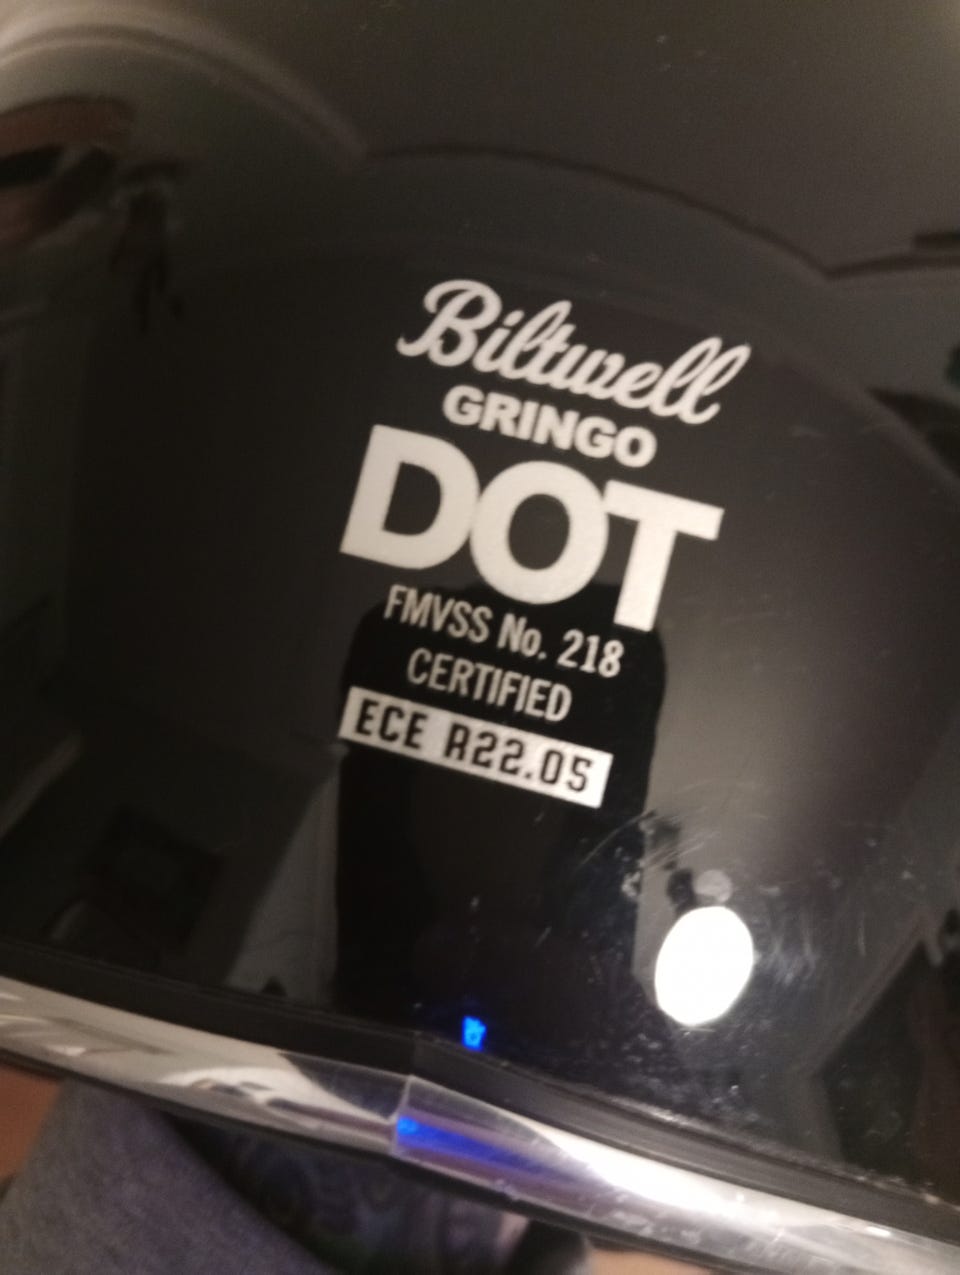 Biltwell
GRINGO
DOT
FMVSS No. 218
CERTIFIED
ECE R22.05